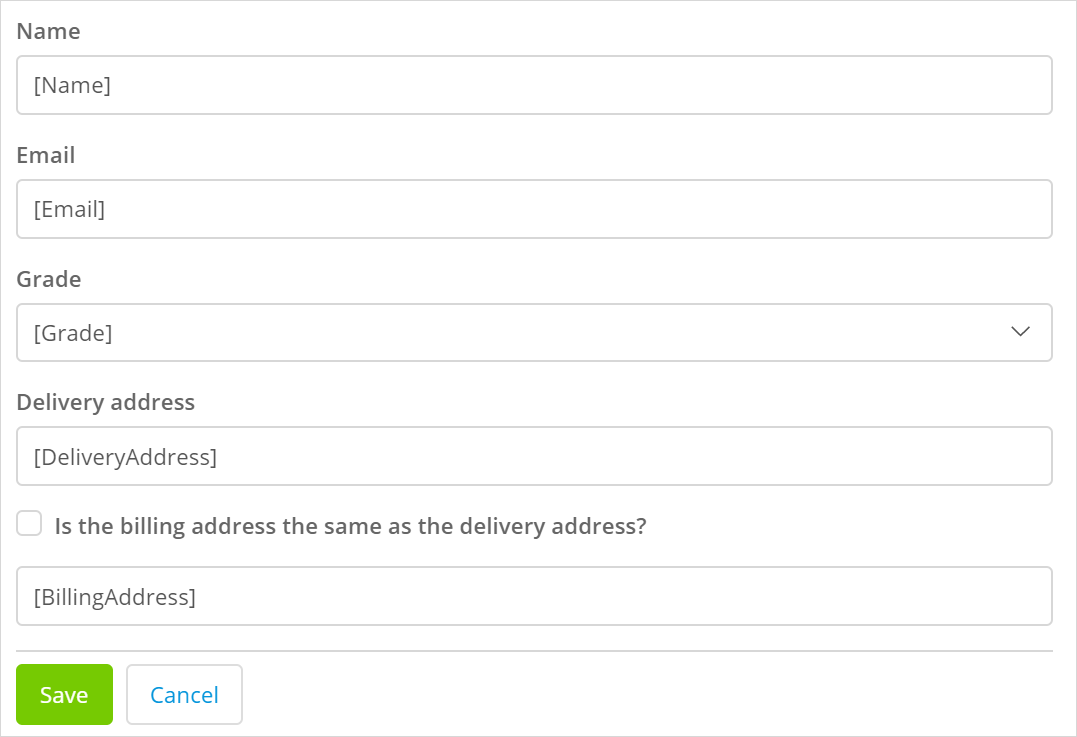 Name
[Name]
Email
[Email]
Grade
[Grade]
Delivery address
[DeliveryAddress]
Is the billing address the same as the delivery address?
[BillingAddress]
Save Cancel